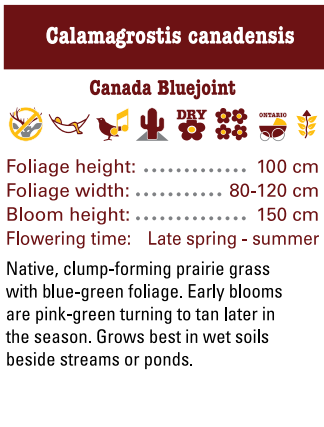 Calamagrostis canadensis
Canada Bluejoint
DRY ONTARIO
Foliage height: ............. 100 cm
Foliage width: ........... 80-120 cm
Bloom height: .............. 150 cm
Flowering time: Late spring - summer
Native, clump-forming prairie grass
with blue-green foliage. Early blooms
are pink-green turning to tan later in
the season. Grows best in wet soils
beside streams or ponds.